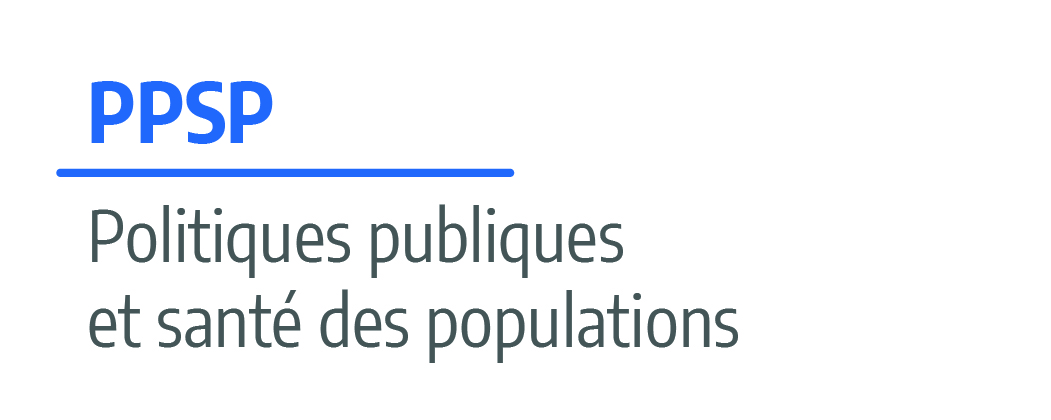 PPSP
Politiques publiques
et santé des populations